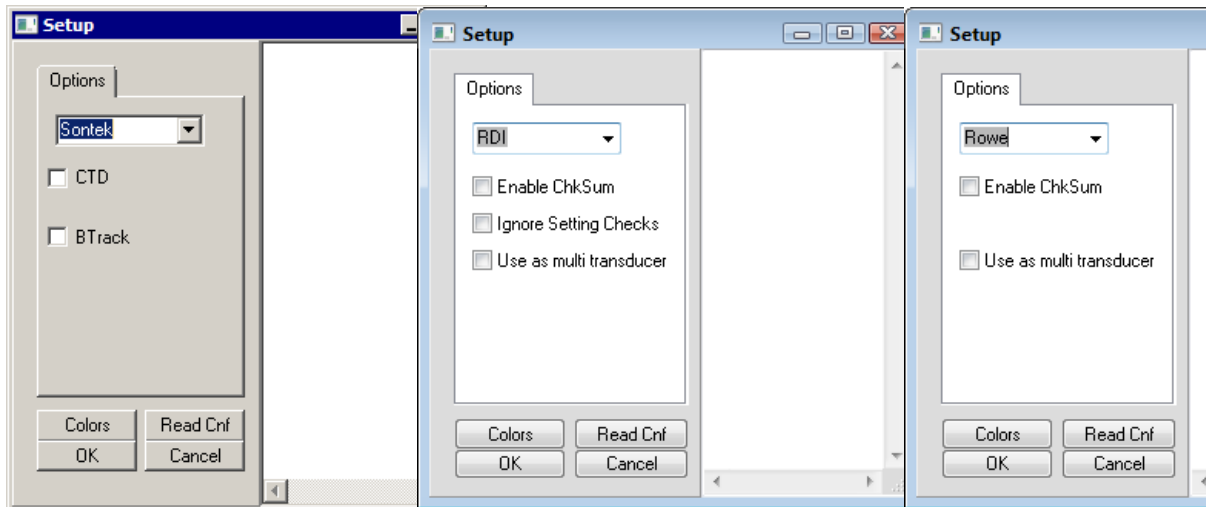 Setup
Options
Sontek
CTD
BTrack
Colors
Read Cnf
OK
Cancel
Setup
Options
RDI
Enable ChkSum
Ignore Setting Checks
Use as multi transducer
Colors
Read Cnf
OK
Cancel
Setup
Options
Rowe
Enable ChkSum
Use as multi transducer
Colors
Read Cnf
OK
Cancel